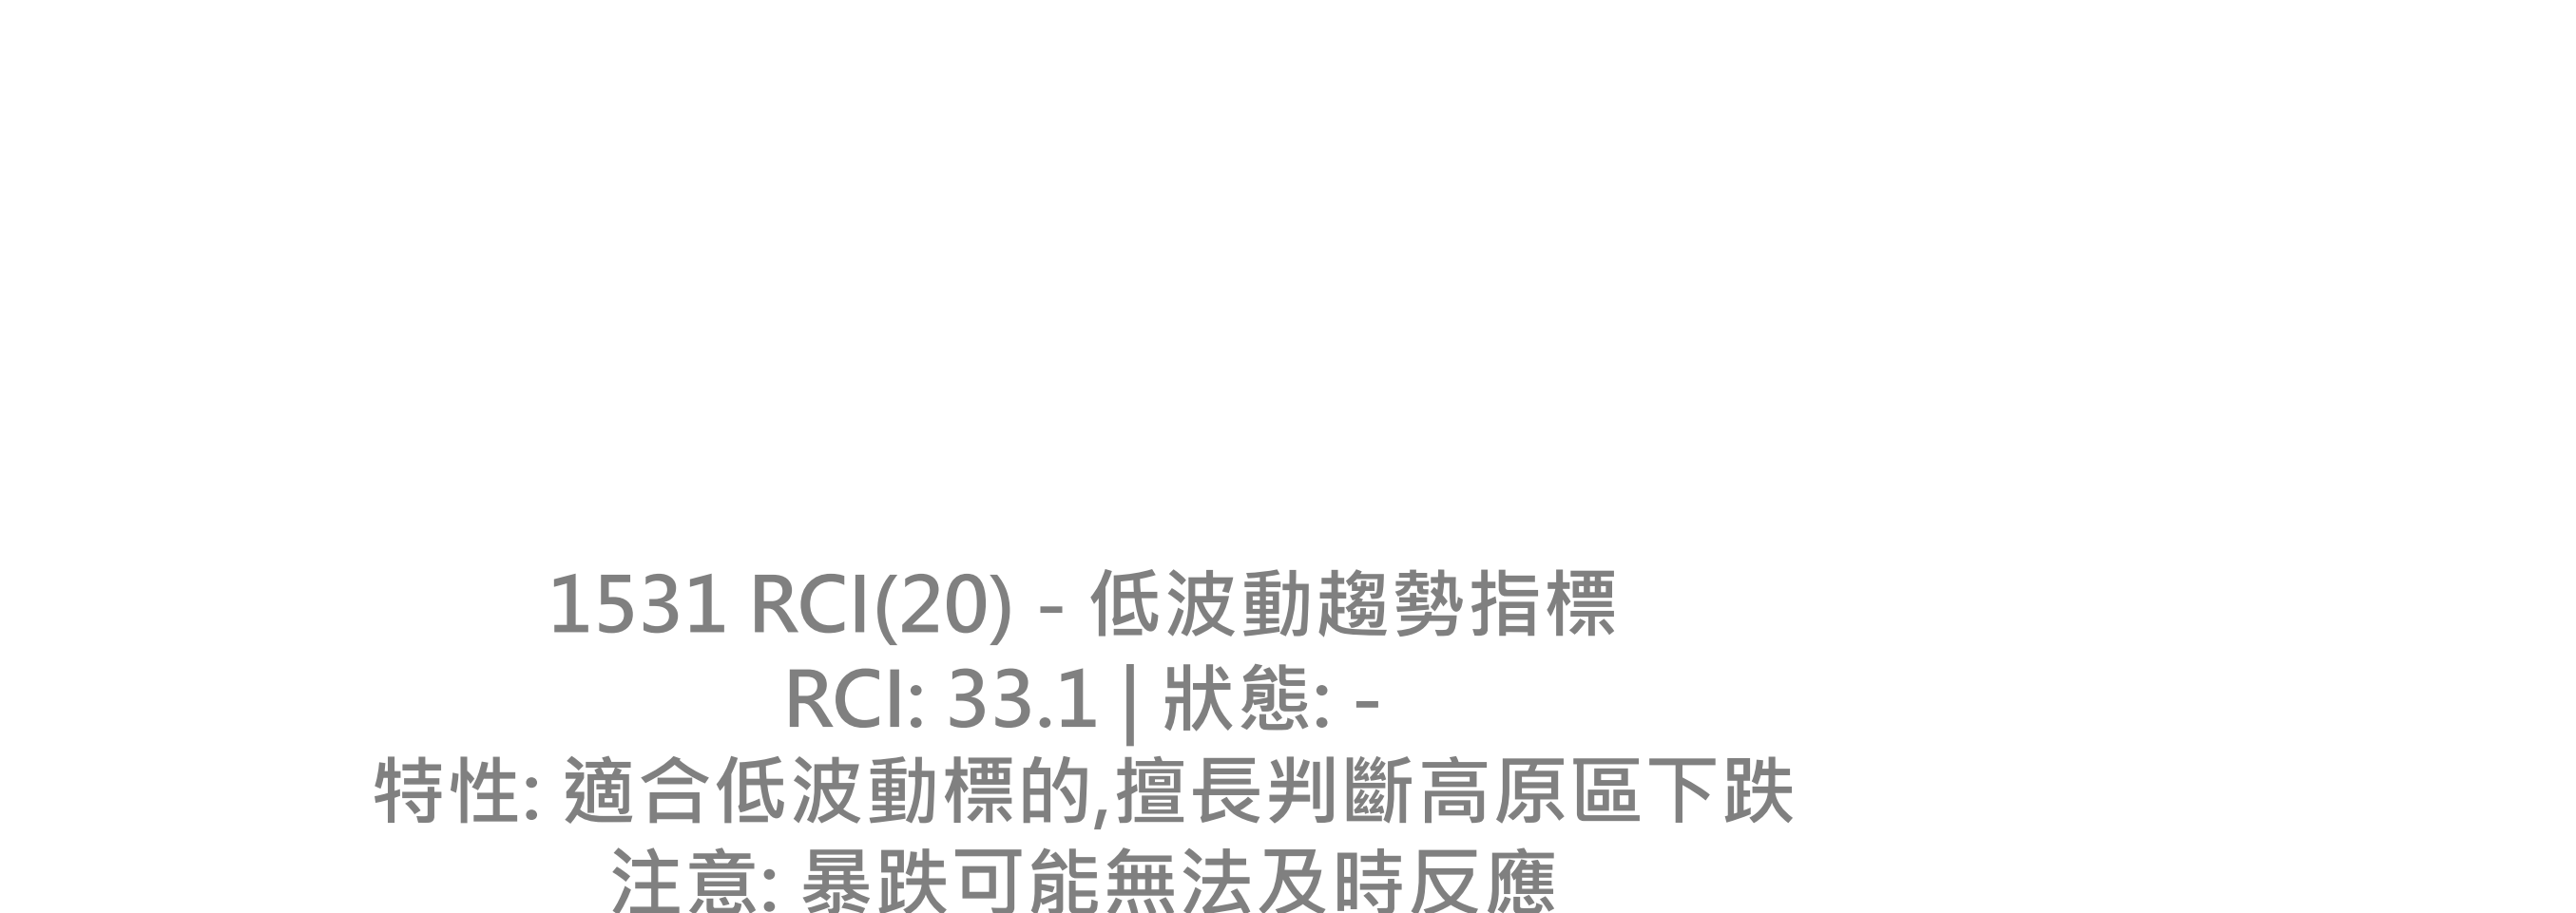 1531 RCI(20) - 低波動趨勢指標
RCI: 33.1 | 狀態: -
特性: 適合低波動標的,擅長判斷高原區下跌
注意: 暴跌可能無法及時反應